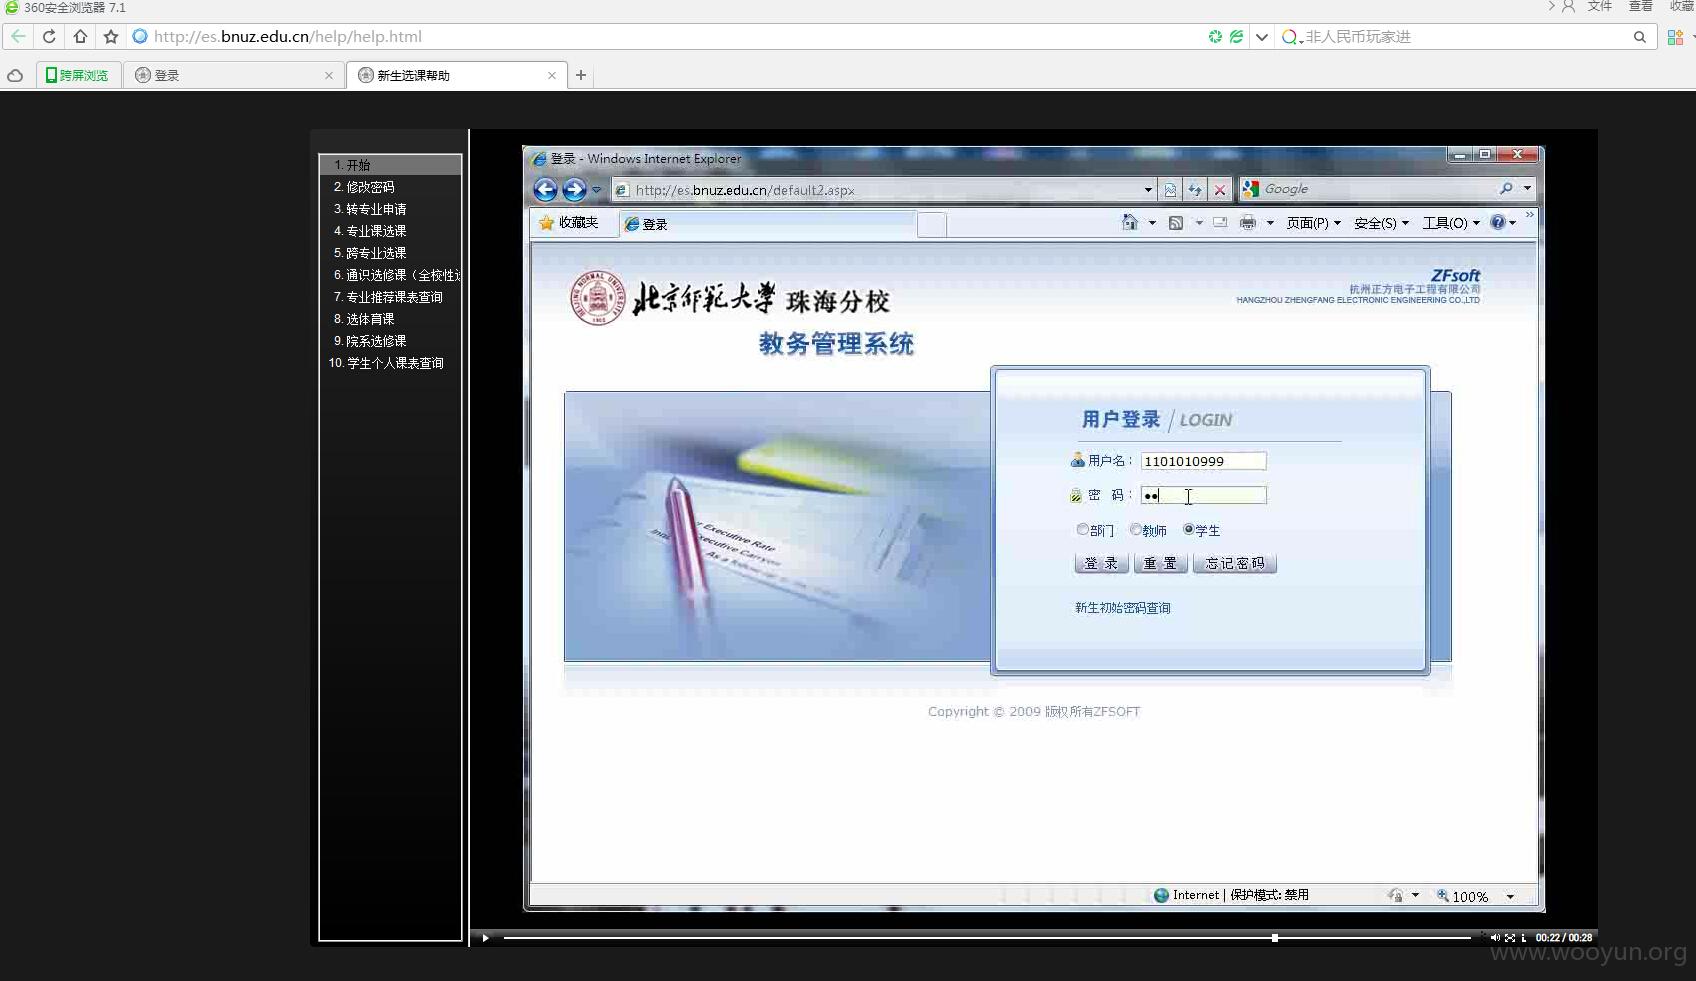 360安全浏览器 7.1
文件 查看 收藏
http://es.bnuz.edu.cn/help/help.html
非人民币玩家进
跨屏浏览
登录
新生选课帮助
1. 开始
2. 修改密码
3. 转专业申请
4. 专业课选课
5. 跨专业选课
6. 通识选修课（全校性
7. 专业推荐课表查询
8. 选体育课
9. 院系选修课
10. 学生个人课表查询
登录 - Windows Internet Explorer
http://es.bnuz.edu.cn/default2.aspx
Google
收藏夹
登录
页面(P)
安全(S)
工具(O)
BEIJING NORMAL UNIVERSITY
1902
北京师范大学 珠海分校
教务管理系统
ZFsoft
杭州正方电子工程有限公司
HANGZHOU ZHENGFANG ELECTRONIC ENGINEERING CO.,LTD
Executive Rate
用户登录 / LOGIN
用户名： 1101010999
密 码： ••
部门 教师 学生
登 录 重 置 忘记密码
新生初始密码查询
Copyright © 2009 版权所有ZFSOFT
Internet | 保护模式: 禁用
100%
00:22 / 00:28
www.wooyun.org